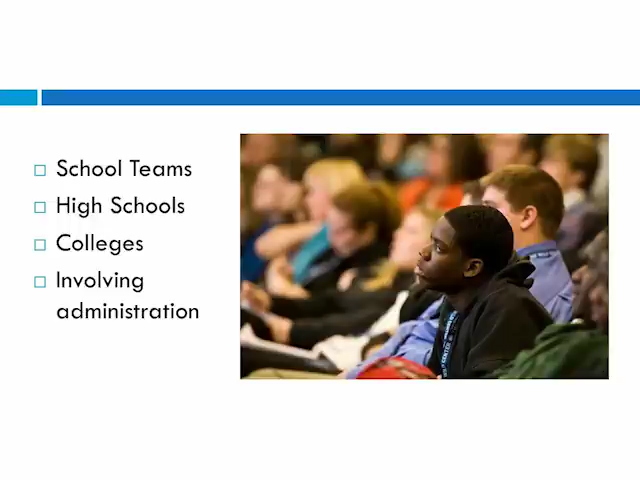 School Teams
High Schools
Colleges
Involving
administration